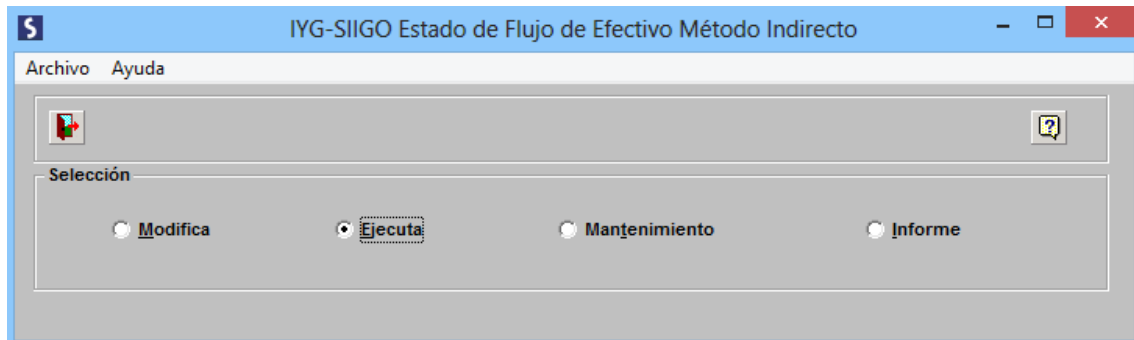 S IYG-SIIGO Estado de Flujo de Efectivo Método Indirecto
Archivo Ayuda
?
Selección
Modifica Ejecuta Mantenimiento Informe